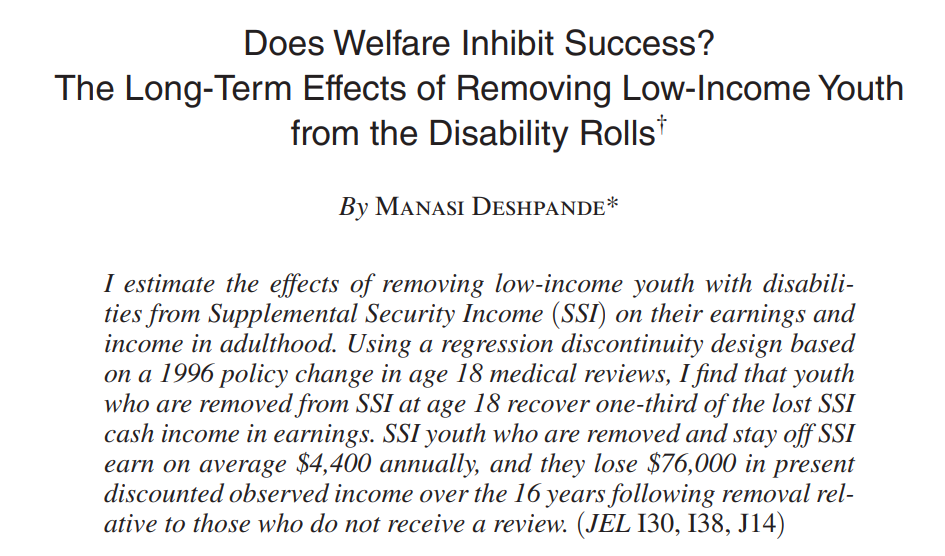 Does Welfare Inhibit Success?
The Long-Term Effects of Removing Low-Income Youth
from the Disability Rolls†
By Manasi Deshpande*
I estimate the effects of removing low-income youth with disabili-
ties from Supplemental Security Income (SSI) on their earnings and
income in adulthood. Using a regression discontinuity design based
on a 1996 policy change in age 18 medical reviews, I find that youth
who are removed from SSI at age 18 recover one-third of the lost SSI
cash income in earnings. SSI youth who are removed and stay off SSI
earn on average $4,400 annually, and they lose $76,000 in present
discounted observed income over the 16 years following removal rel-
ative to those who do not receive a review. (JEL I30, I38, J14)